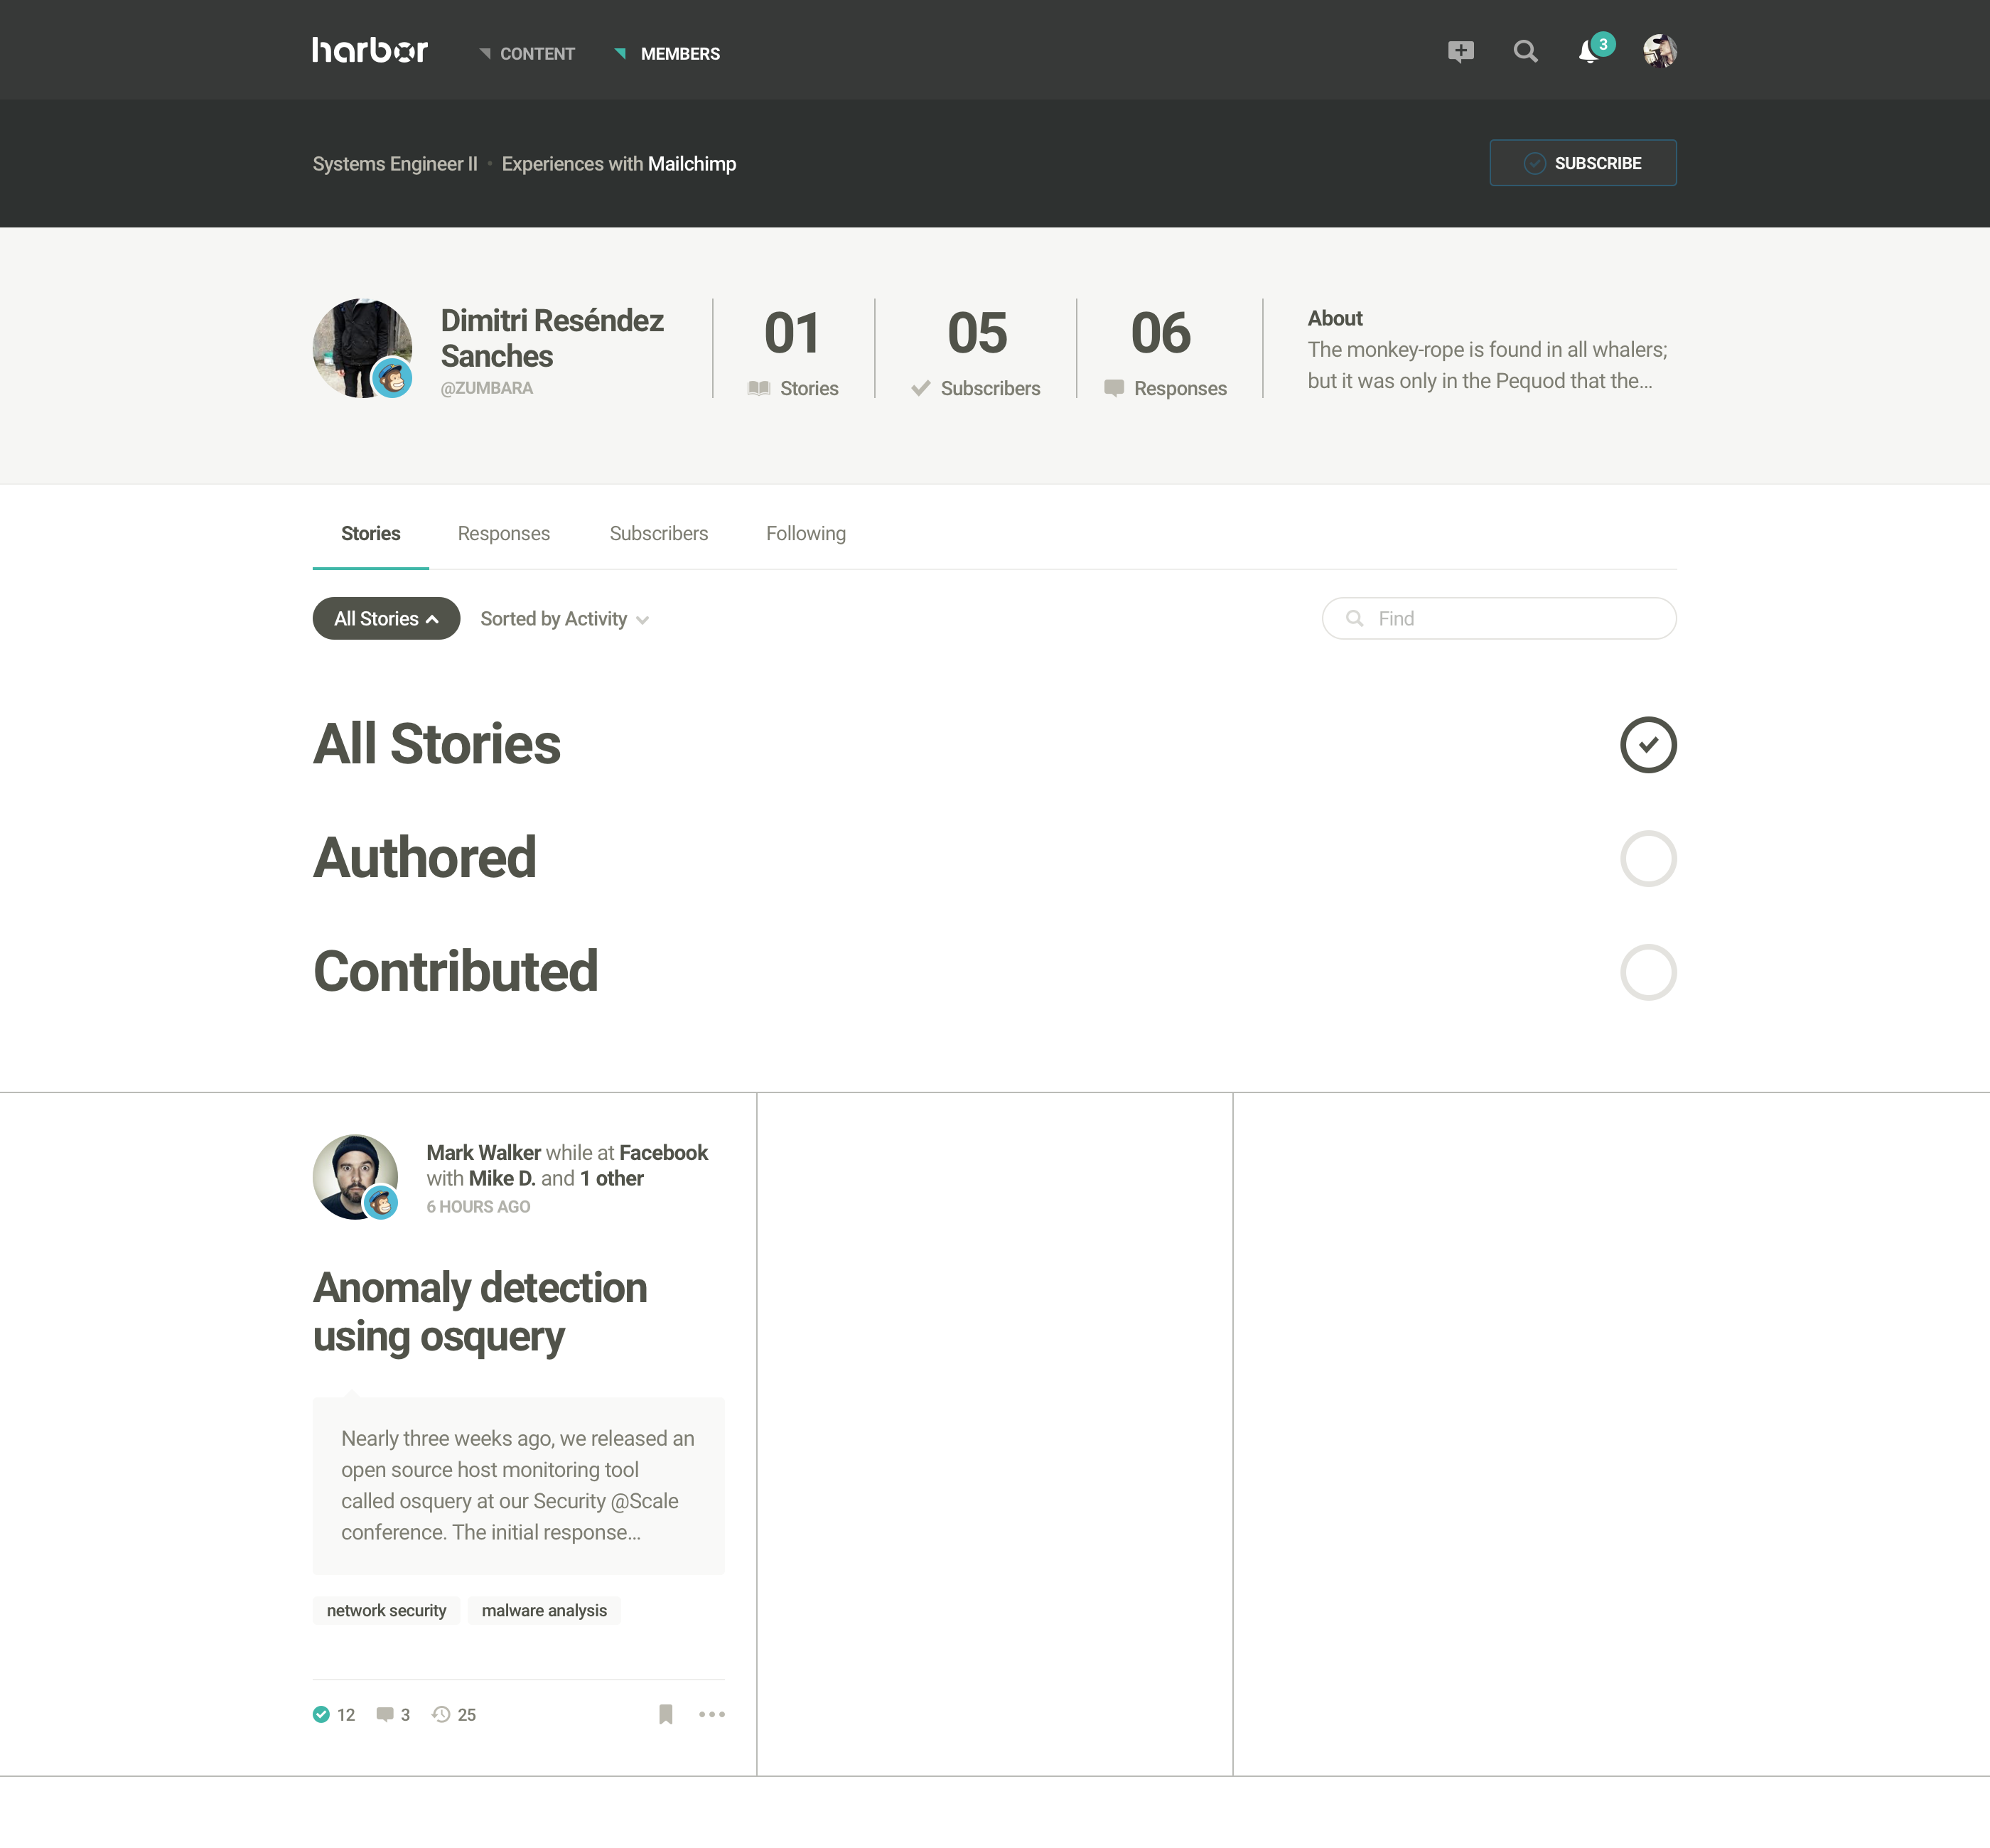 harbor
CONTENT
MEMBERS
3
Systems Engineer II • Experiences with Mailchimp
SUBSCRIBE
Dimitri Reséndez
Sanches
@ZUMBARA
01
Stories
05
Subscribers
06
Responses
About
The monkey-rope is found in all whalers;
but it was only in the Pequod that the...
Stories
Responses
Subscribers
Following
All Stories
Sorted by Activity
Find
All Stories
Authored
Contributed
Mark Walker while at Facebook
with Mike D. and 1 other
6 HOURS AGO
Anomaly detection
using osquery
Nearly three weeks ago, we released an
open source host monitoring tool
called osquery at our Security @Scale
conference. The initial response...
network security
malware analysis
12
3
25